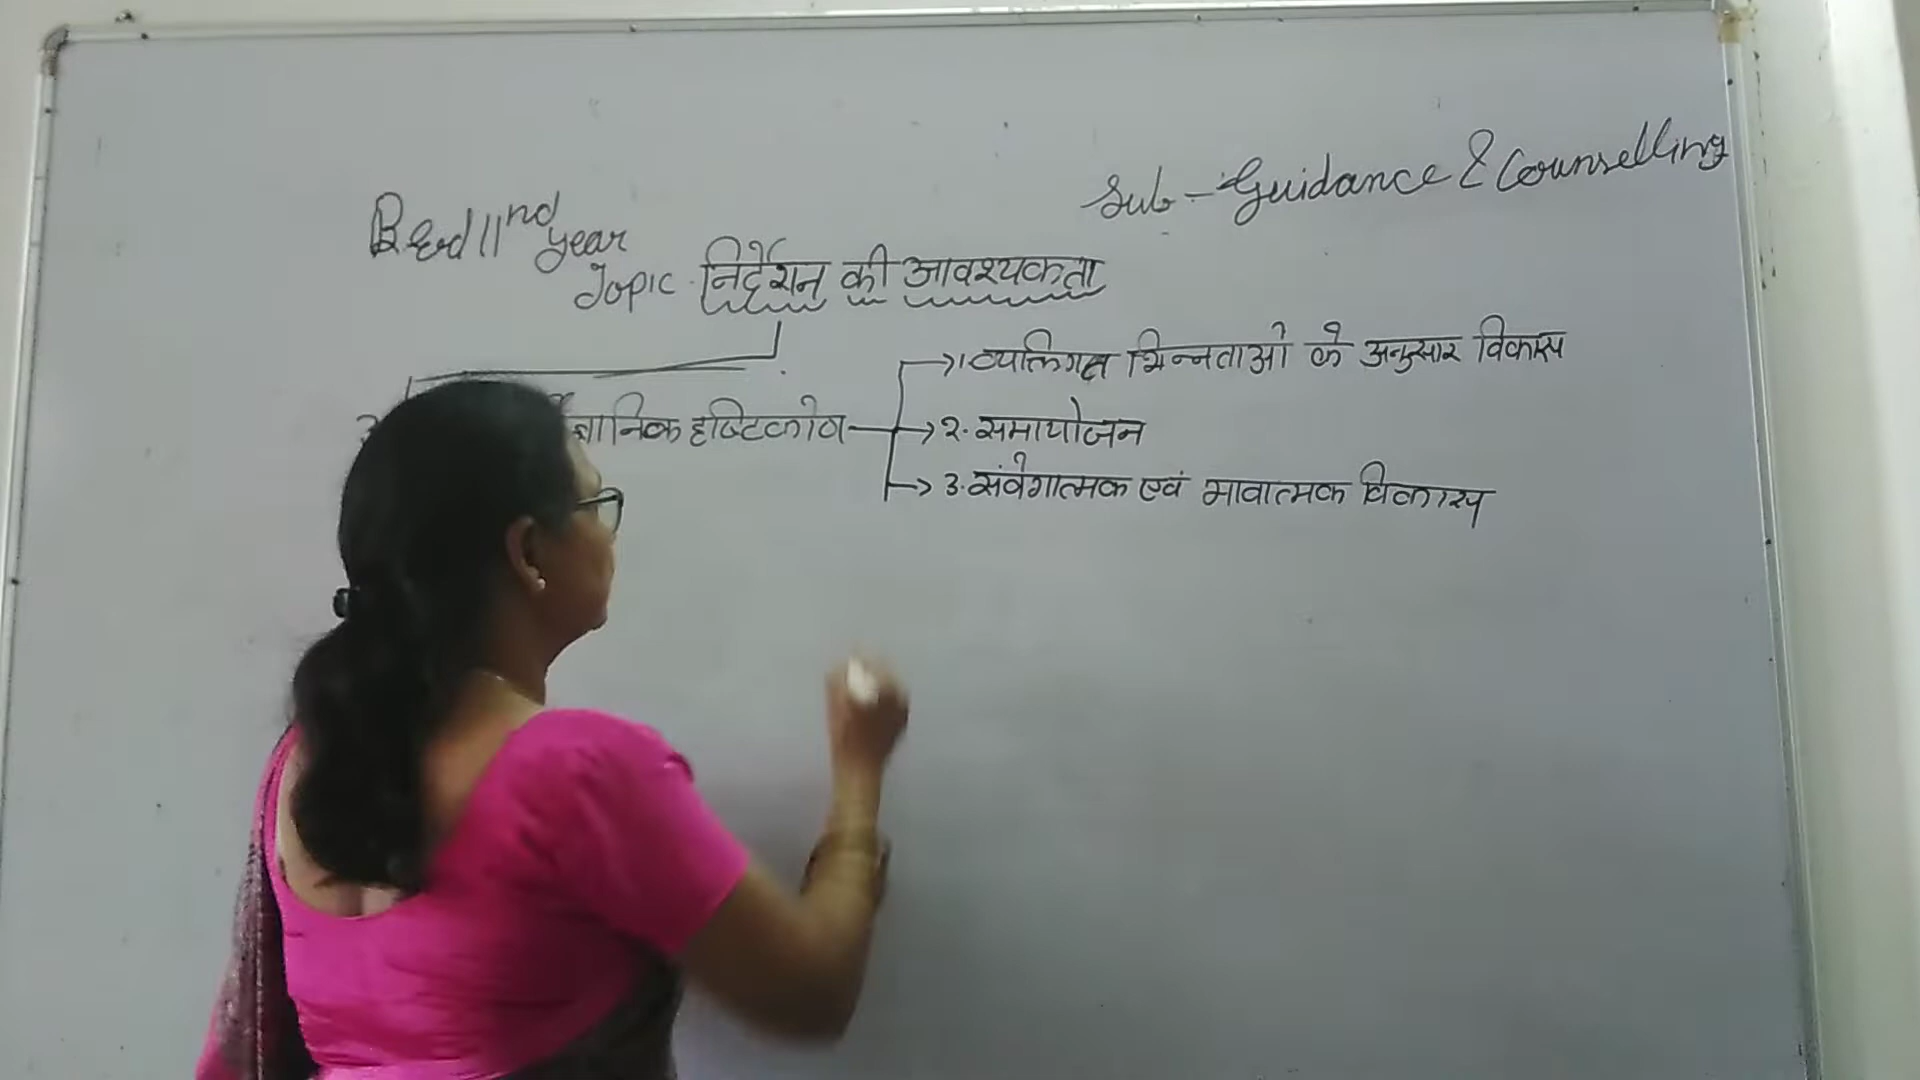 Sub - Guidance & Counselling
B.Ed IInd year
Topic. निर्देशन की आवश्यकता
दृष्टिकोण
→ 1. व्यक्तिगत भिन्नताओं के अनुसार विकास
→ 2. समायोजन
→ 3. संवेगात्मक एवं भावात्मक विकास